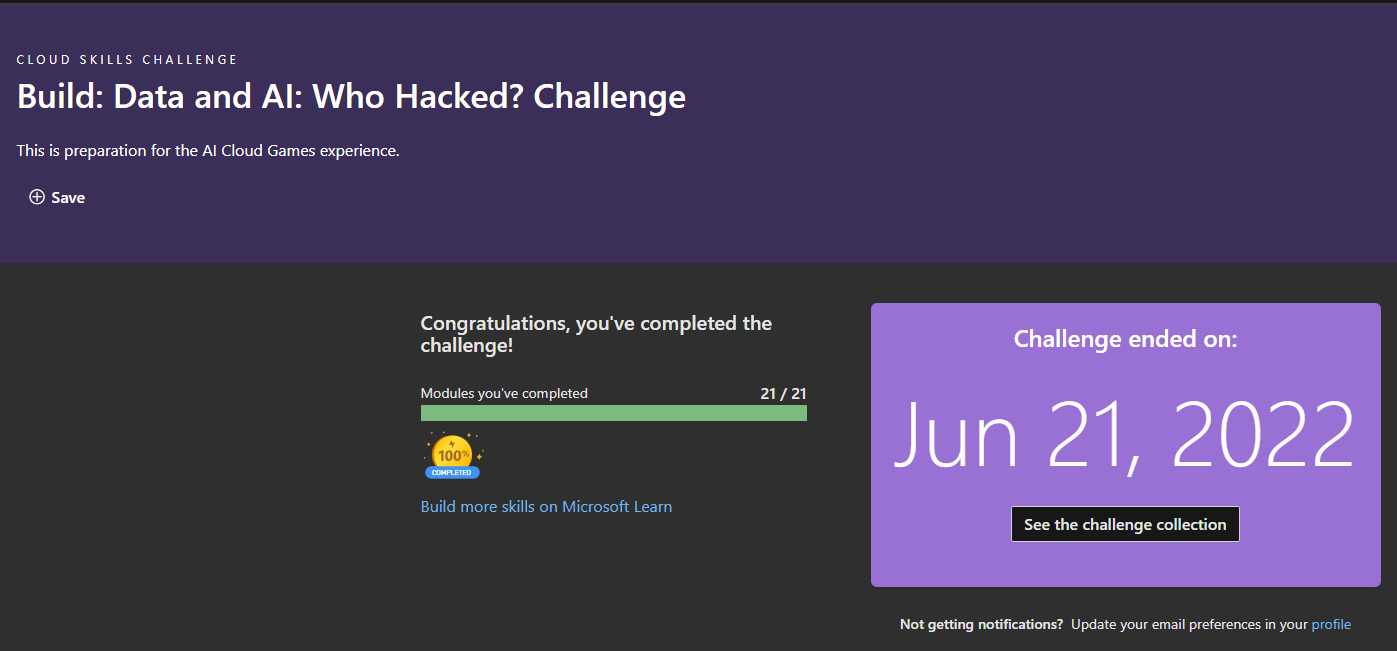 CLOUD SKILLS CHALLENGE
Build: Data and AI: Who Hacked? Challenge
This is preparation for the AI Cloud Games experience.
Save
Congratulations, you've completed the
challenge!
Modules you've completed 21 / 21
100%
COMPLETED
Build more skills on Microsoft Learn
Challenge ended on:
Jun 21, 2022
See the challenge collection
Not getting notifications? Update your email preferences in your profile